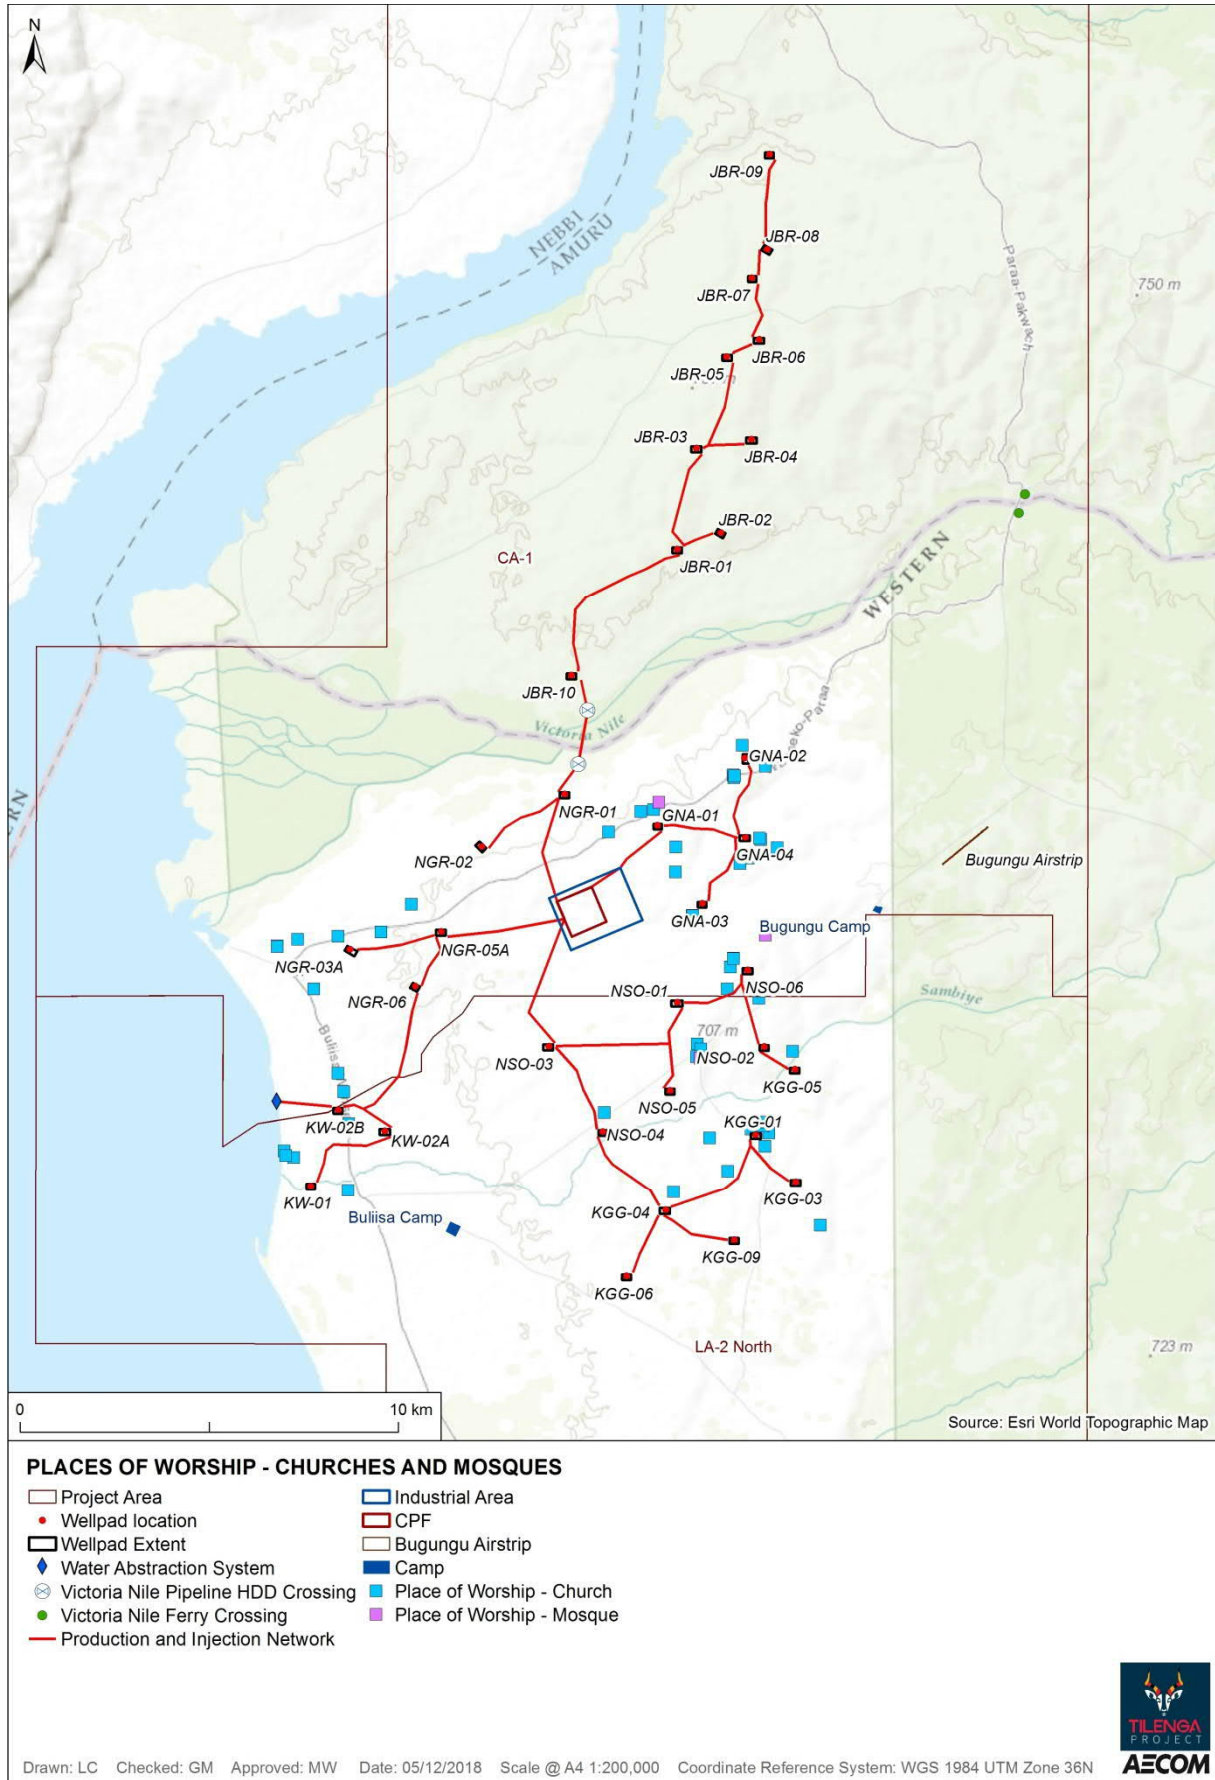 N
JBR-09
NEBBI
AMURU
JBR-08
Paraa-Pakwach
JBR-07
750 m
JBR-06
JBR-05
JBR-03
JBR-04
JBR-02
CA-1
JBR-01
WESTERN
JBR-10
Victoria Nile
GNA-02
ERN
NGR-01
GNA-01
NGR-02
GNA-04
Bugungu Airstrip
GNA-03
Bugungu Camp
NGR-03A
NGR-05A
NGR-06
NSO-01
NSO-06
Sambiye
707 m
NSO-02
NSO-03
KGG-05
NSO-05
KW-02B
KW-02A
NSO-04
KGG-01
KW-01
KGG-03
Buliisa Camp
KGG-04
KGG-09
KGG-06
LA-2 North
723 m
0 10 km
Source: Esri World Topographic Map
PLACES OF WORSHIP - CHURCHES AND MOSQUES
Project Area
Wellpad location
Wellpad Extent
Water Abstraction System
Victoria Nile Pipeline HDD Crossing
Victoria Nile Ferry Crossing
Production and Injection Network
Industrial Area
CPF
Bugungu Airstrip
Camp
Place of Worship - Church
Place of Worship - Mosque
TILENGA
PROJECT
AECOM
Drawn: LC Checked: GM Approved: MW Date: 05/12/2018 Scale @ A4 1:200,000 Coordinate Reference System: WGS 1984 UTM Zone 36N